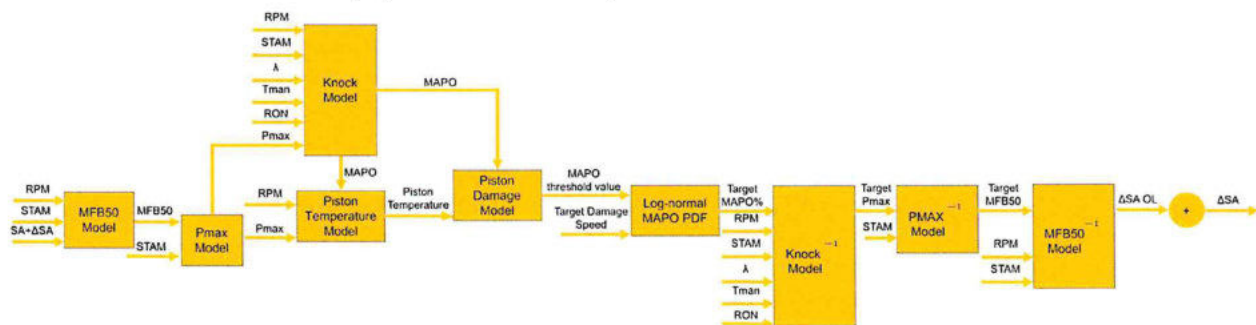 RPM
STAM
SA+ΔSA
MFB50
Model
MFB50
STAM
Pmax
Model
RPM
STAM
λ
Tman
RON
Pmax
Knock
Model
MAPO
MAPO
RPM
Pmax
Piston
Temperature
Model
Piston
Temperature
Piston
Damage
Model
MAPO
threshold value
Target Damage
Speed
Log-normal
MAPO PDF
Target
MAPO%
RPM
STAM
λ
Tman
RON
Knock
Model
−1
Target
Pmax
STAM
PMAX
Model
−1
Target
MFB50
RPM
STAM
MFB50
Model
−1
ΔSA OL
+
ΔSA